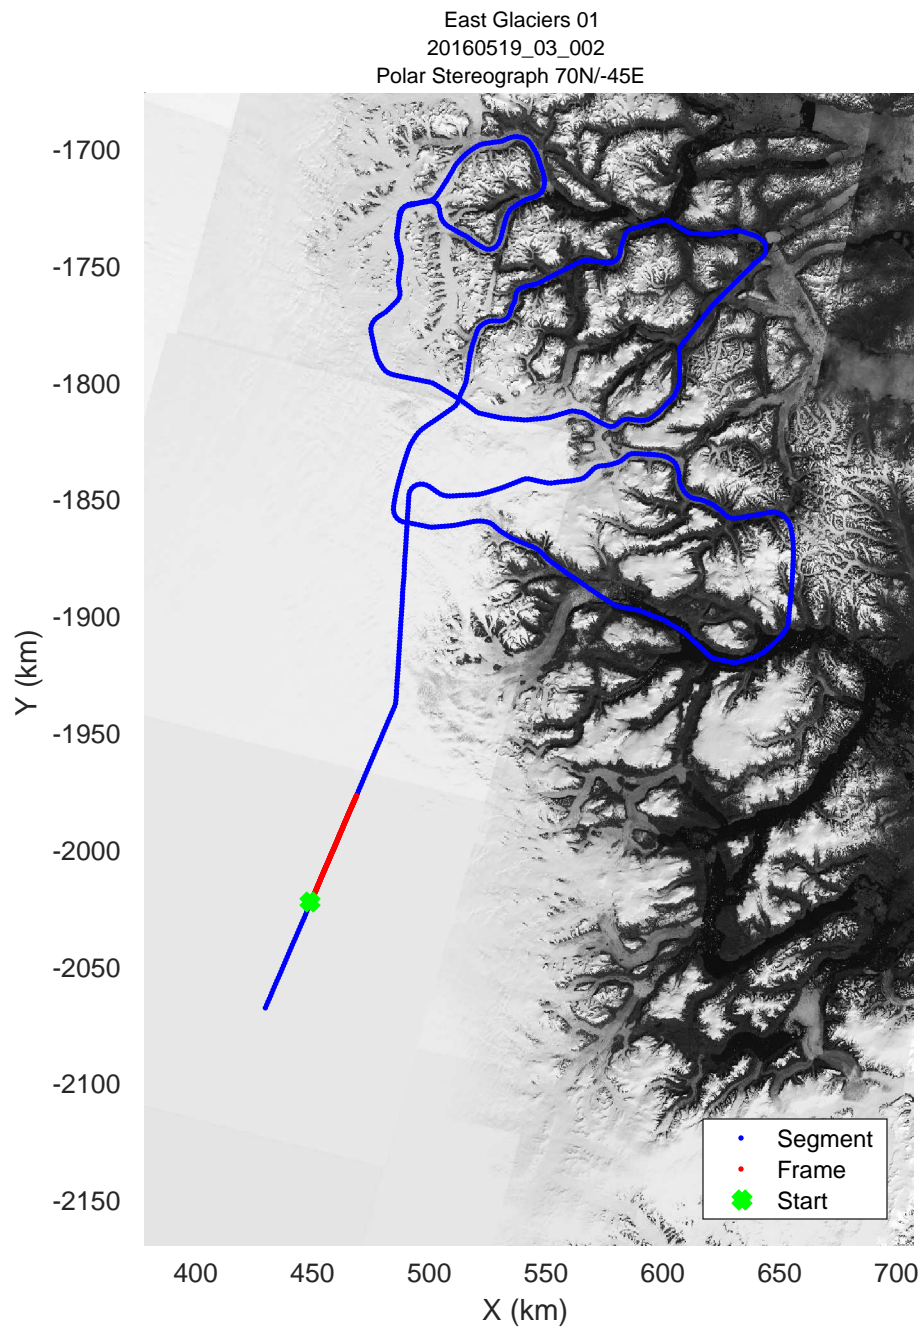 East Glaciers 01
20160519_03_002
Polar Stereograph 70N/-45E
-1700
-1750
-1800
-1850
-1900
-1950
-2000
-2050
-2100
-2150
Y (km)
Segment
Frame
Start
400 450 500 550 600 650 700
X (km)